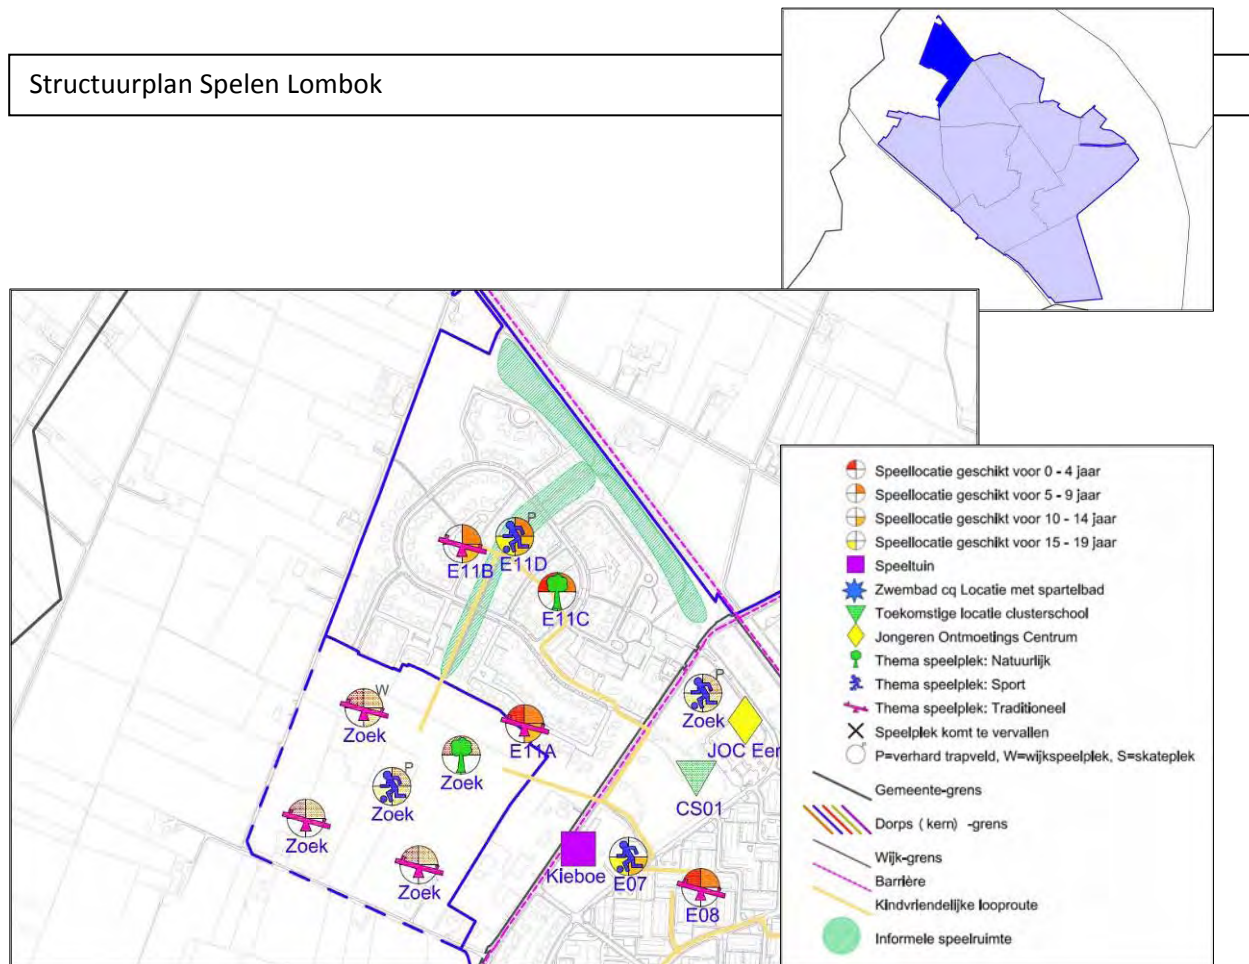 Structuurplan Spelen Lombok
P
E11B
E11D
E11C
W
Zoek
E11A
P
Zoek
JOC Eer
Zoek
P
Zoek
CS01
Zoek
Zoek
Kieboe
E07
E08
Speellocatie geschikt voor 0 - 4 jaar
Speellocatie geschikt voor 5 - 9 jaar
Speellocatie geschikt voor 10 - 14 jaar
Speellocatie geschikt voor 15 - 19 jaar
Speeltuin
Zwembad cq Locatie met spartelbad
Toekomstige locatie clusterschool
Jongeren Ontmoetings Centrum
Thema speelplek: Natuurlijk
Thema speelplek: Sport
Thema speelplek: Traditioneel
Speelplek komt te vervallen
P=verhard trapveld, W=wijkspeelplek, S=skateplek
Gemeente-grens
Dorps (kern) -grens
Wijk-grens
Barrière
Kindvriendelijke looproute
Informele speelruimte